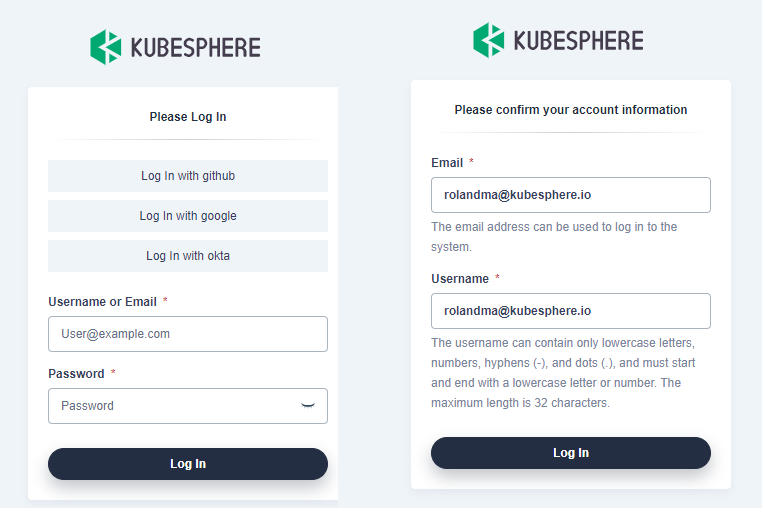 KUBESPHERE
Please Log In
Log In with github
Log In with google
Log In with okta
Username or Email *
User@example.com
Password *
Password
Log In
KUBESPHERE
Please confirm your account information
Email *
rolandma@kubesphere.io
The email address can be used to log in to the
system.
Username *
rolandma@kubesphere.io
The username can contain only lowercase letters,
numbers, hyphens (-), and dots (.), and must start
and end with a lowercase letter or number. The
maximum length is 32 characters.
Log In